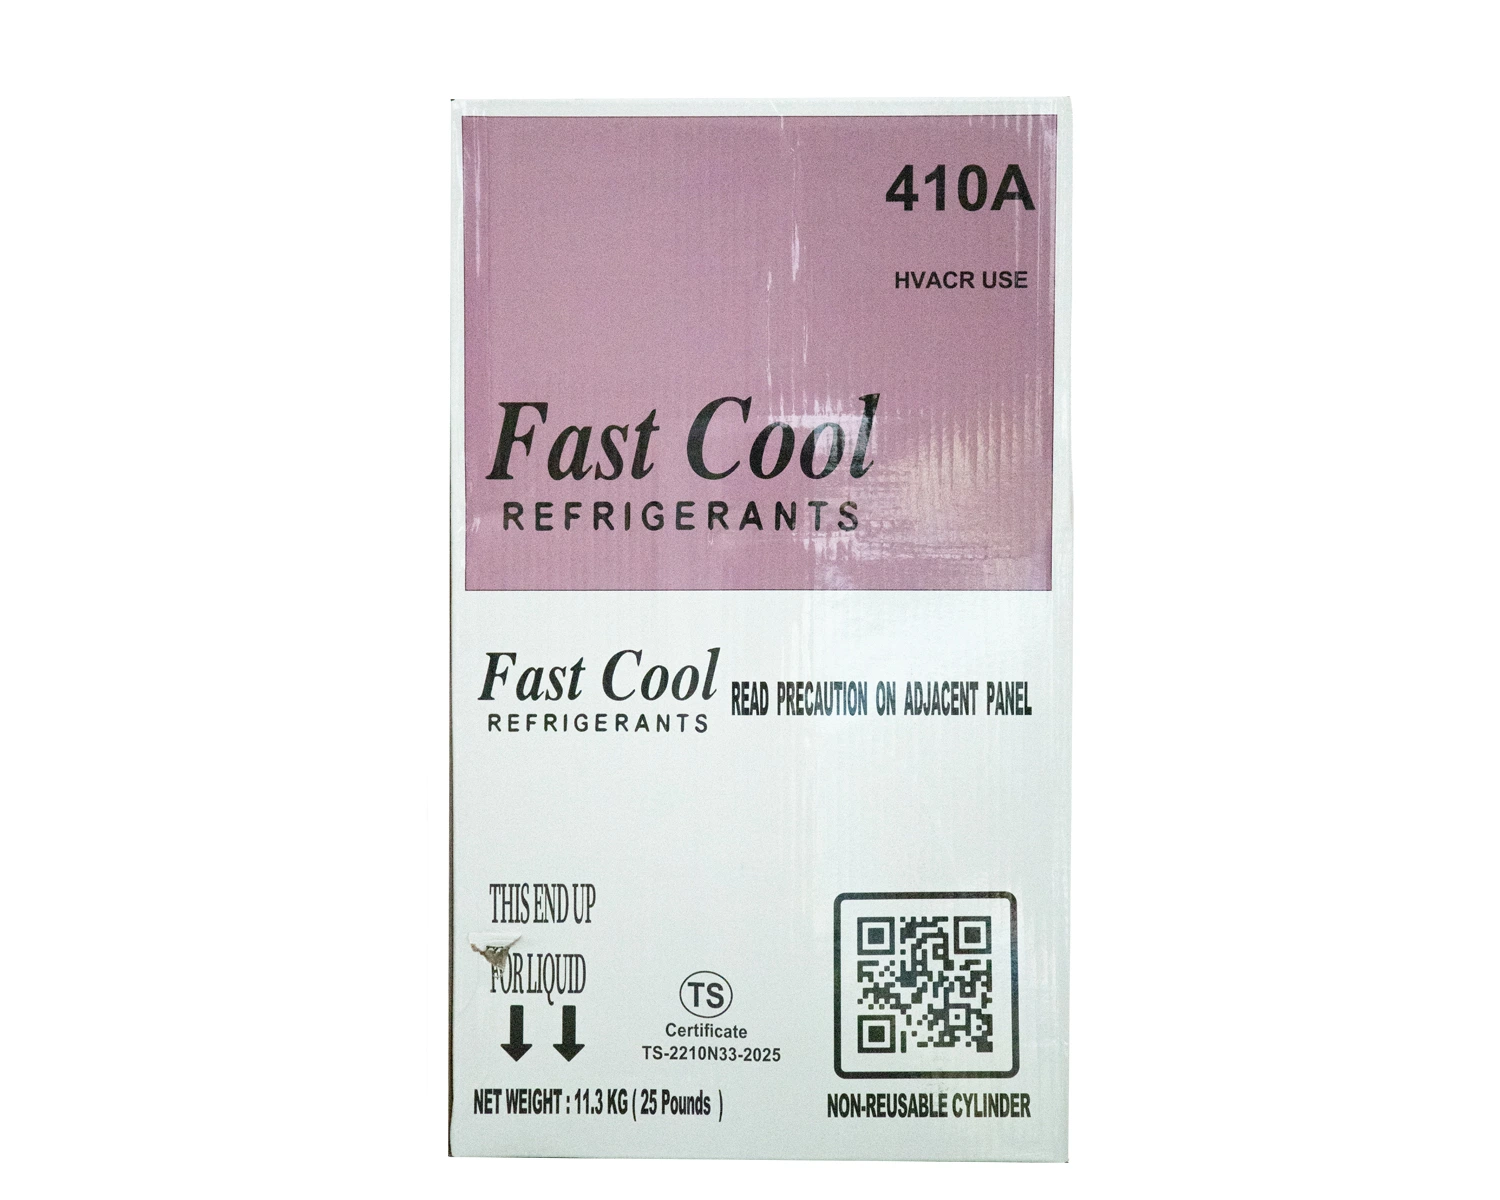 410A
HVACR USE
Fast Cool
REFRIGERANTS
Fast Cool
REFRIGERANTS
READ PRECAUTION ON ADJACENT PANEL
THIS END UP
FOR LIQUID
TS
Certificate
TS-2210N33-2025
NET WEIGHT : 11.3 KG ( 25 Pounds )
NON-REUSABLE CYLINDER